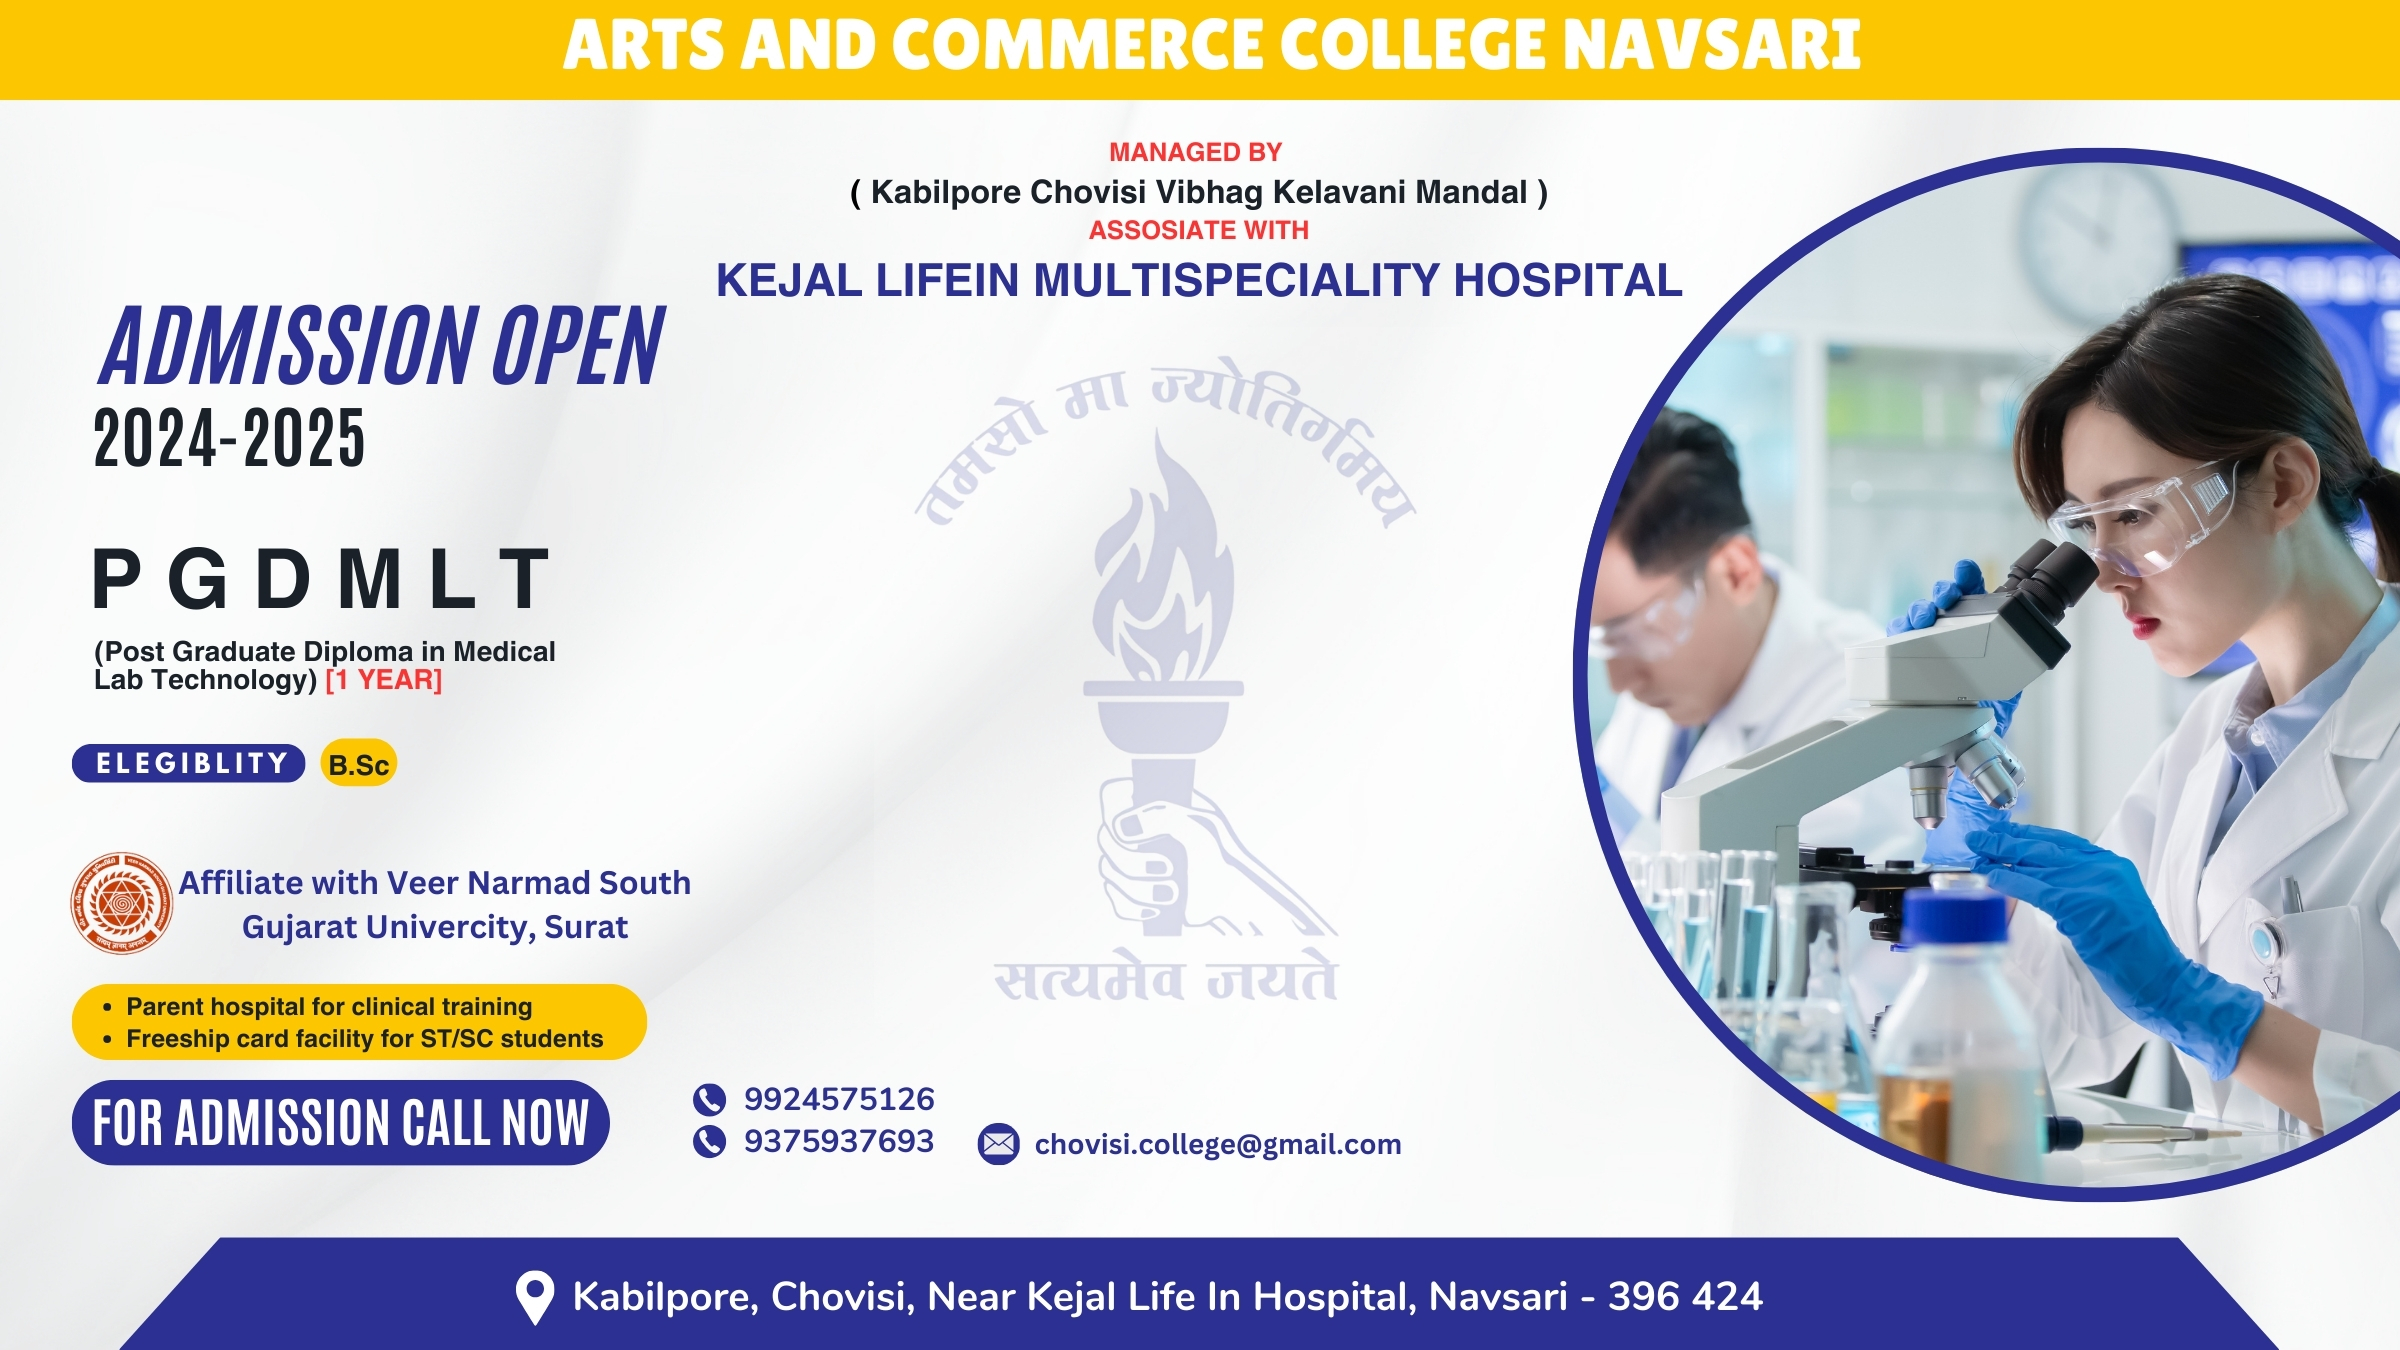 ARTS AND COMMERCE COLLEGE NAVSARI
MANAGED BY
( Kabilpore Chovisi Vibhag Kelavani Mandal )
ASSOSIATE WITH
KEJAL LIFEIN MULTISPECIALITY HOSPITAL
ADMISSION OPEN
2024-2025
PGDMLT
(Post Graduate Diploma in Medical
Lab Technology) [1 YEAR]
ELEGIBLITY B.Sc
तमसो मा ज्योतिर्गमय
सत्यमेव जयते
Affiliate with Veer Narmad South
Gujarat Univercity, Surat
• Parent hospital for clinical training
• Freeship card facility for ST/SC students
FOR ADMISSION CALL NOW
9924575126
9375937693
chovisi.college@gmail.com
Kabilpore, Chovisi, Near Kejal Life In Hospital, Navsari - 396 424